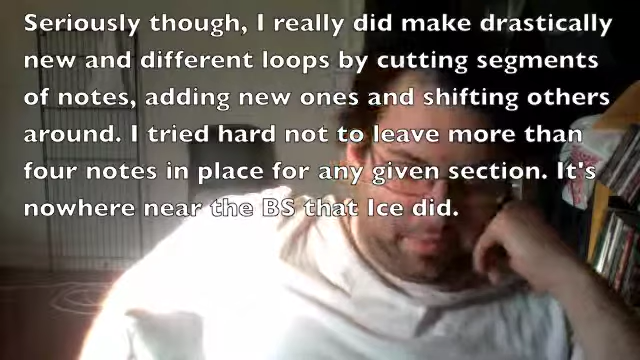 Seriously though, I really did make drastically
new and different loops by cutting segments
of notes, adding new ones and shifting others
around. I tried hard not to leave more than
four notes in place for any given section. It's
nowhere near the BS that Ice did.